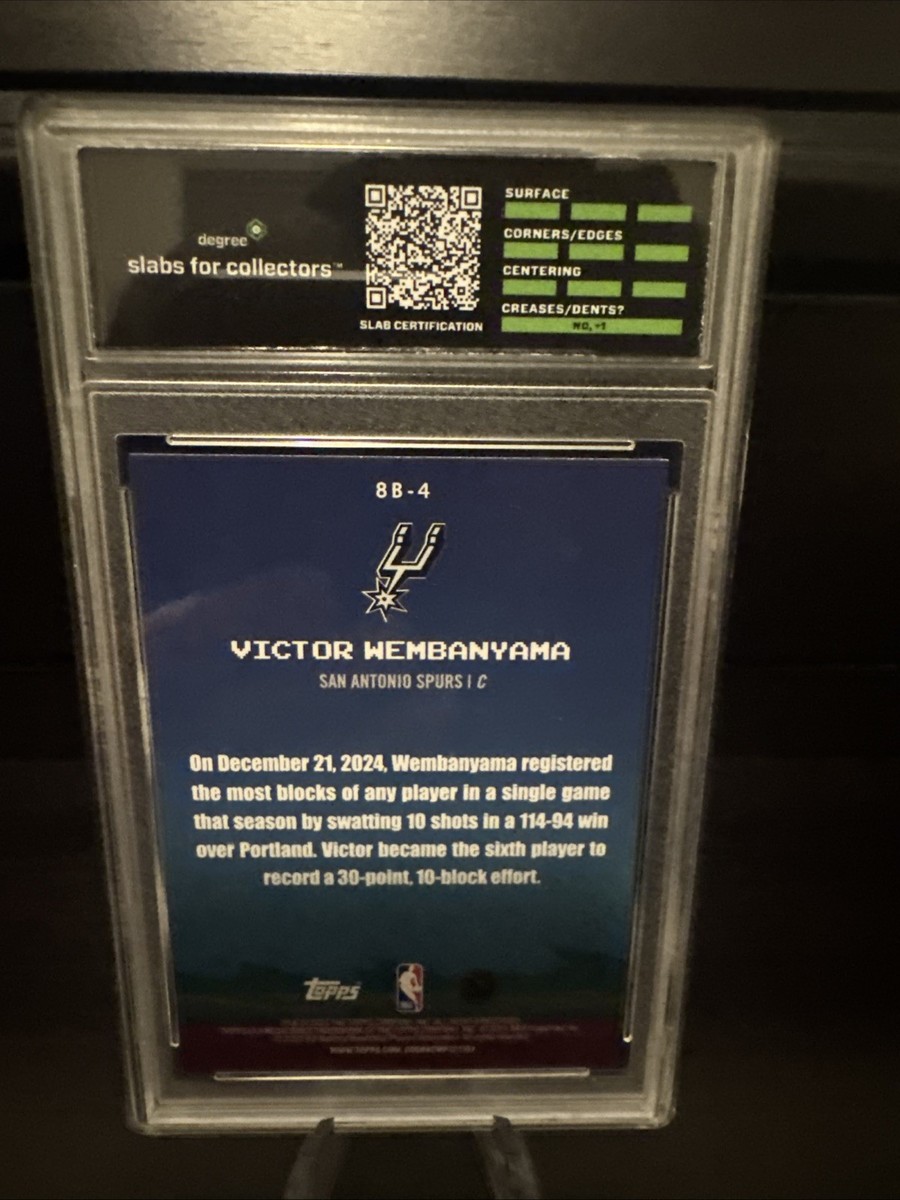 degree
slabs for collectors™
SLAB CERTIFICATION
SURFACE
CORNERS/EDGES
CENTERING
CREASES/DENTS?
NO, +1
8B-4
VICTOR WEMBANYAMA
SAN ANTONIO SPURS | C
On December 21, 2024, Wembanyama registered
the most blocks of any player in a single game
that season by swatting 10 shots in a 114-94 win
over Portland. Victor became the sixth player to
record a 30-point, 10-block effort.
Topps